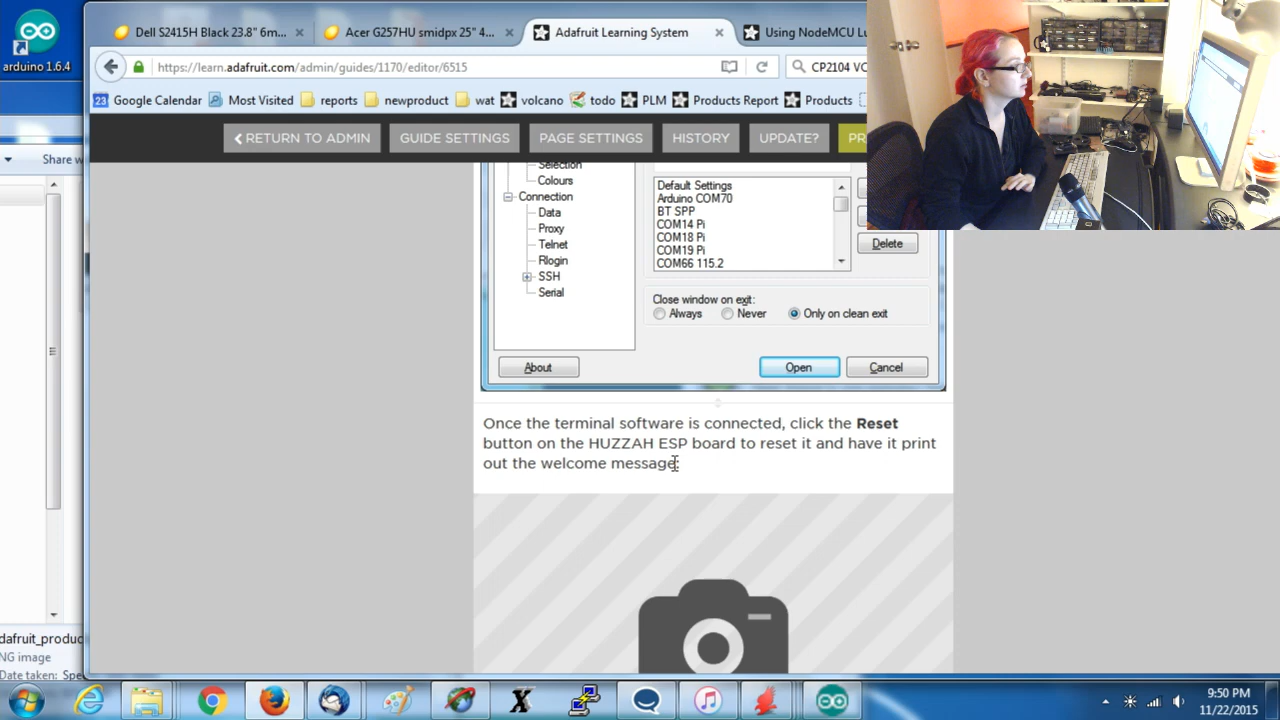 arduino 1.6.4
Dell S2415H Black 23.8" 6m... ×
Acer G257HU smidpx 25" 4... ×
Adafruit Learning System ×
Using NodeMCU Lu
https://learn.adafruit.com/admin/guides/1170/editor/6515
CP2104 VC
23 Google Calendar
Most Visited
reports
newproduct
wat
volcano
todo
PLM
Products Report
Products
RETURN TO ADMIN
GUIDE SETTINGS
PAGE SETTINGS
HISTORY
UPDATE?
PR
Share w
Selection
Colours
Connection
Data
Proxy
Telnet
Rlogin
SSH
Serial
Default Settings
Arduino COM70
BT SPP
COM14 Pi
COM18 Pi
COM19 Pi
COM66 115.2
Delete
Close window on exit:
Always
Never
Only on clean exit
About
Open
Cancel
Once the terminal software is connected, click the Reset
button on the HUZZAH ESP board to reset it and have it print
out the welcome message:
dafruit_produc
NG image
Date taken: Spe
9:50 PM
11/22/2015